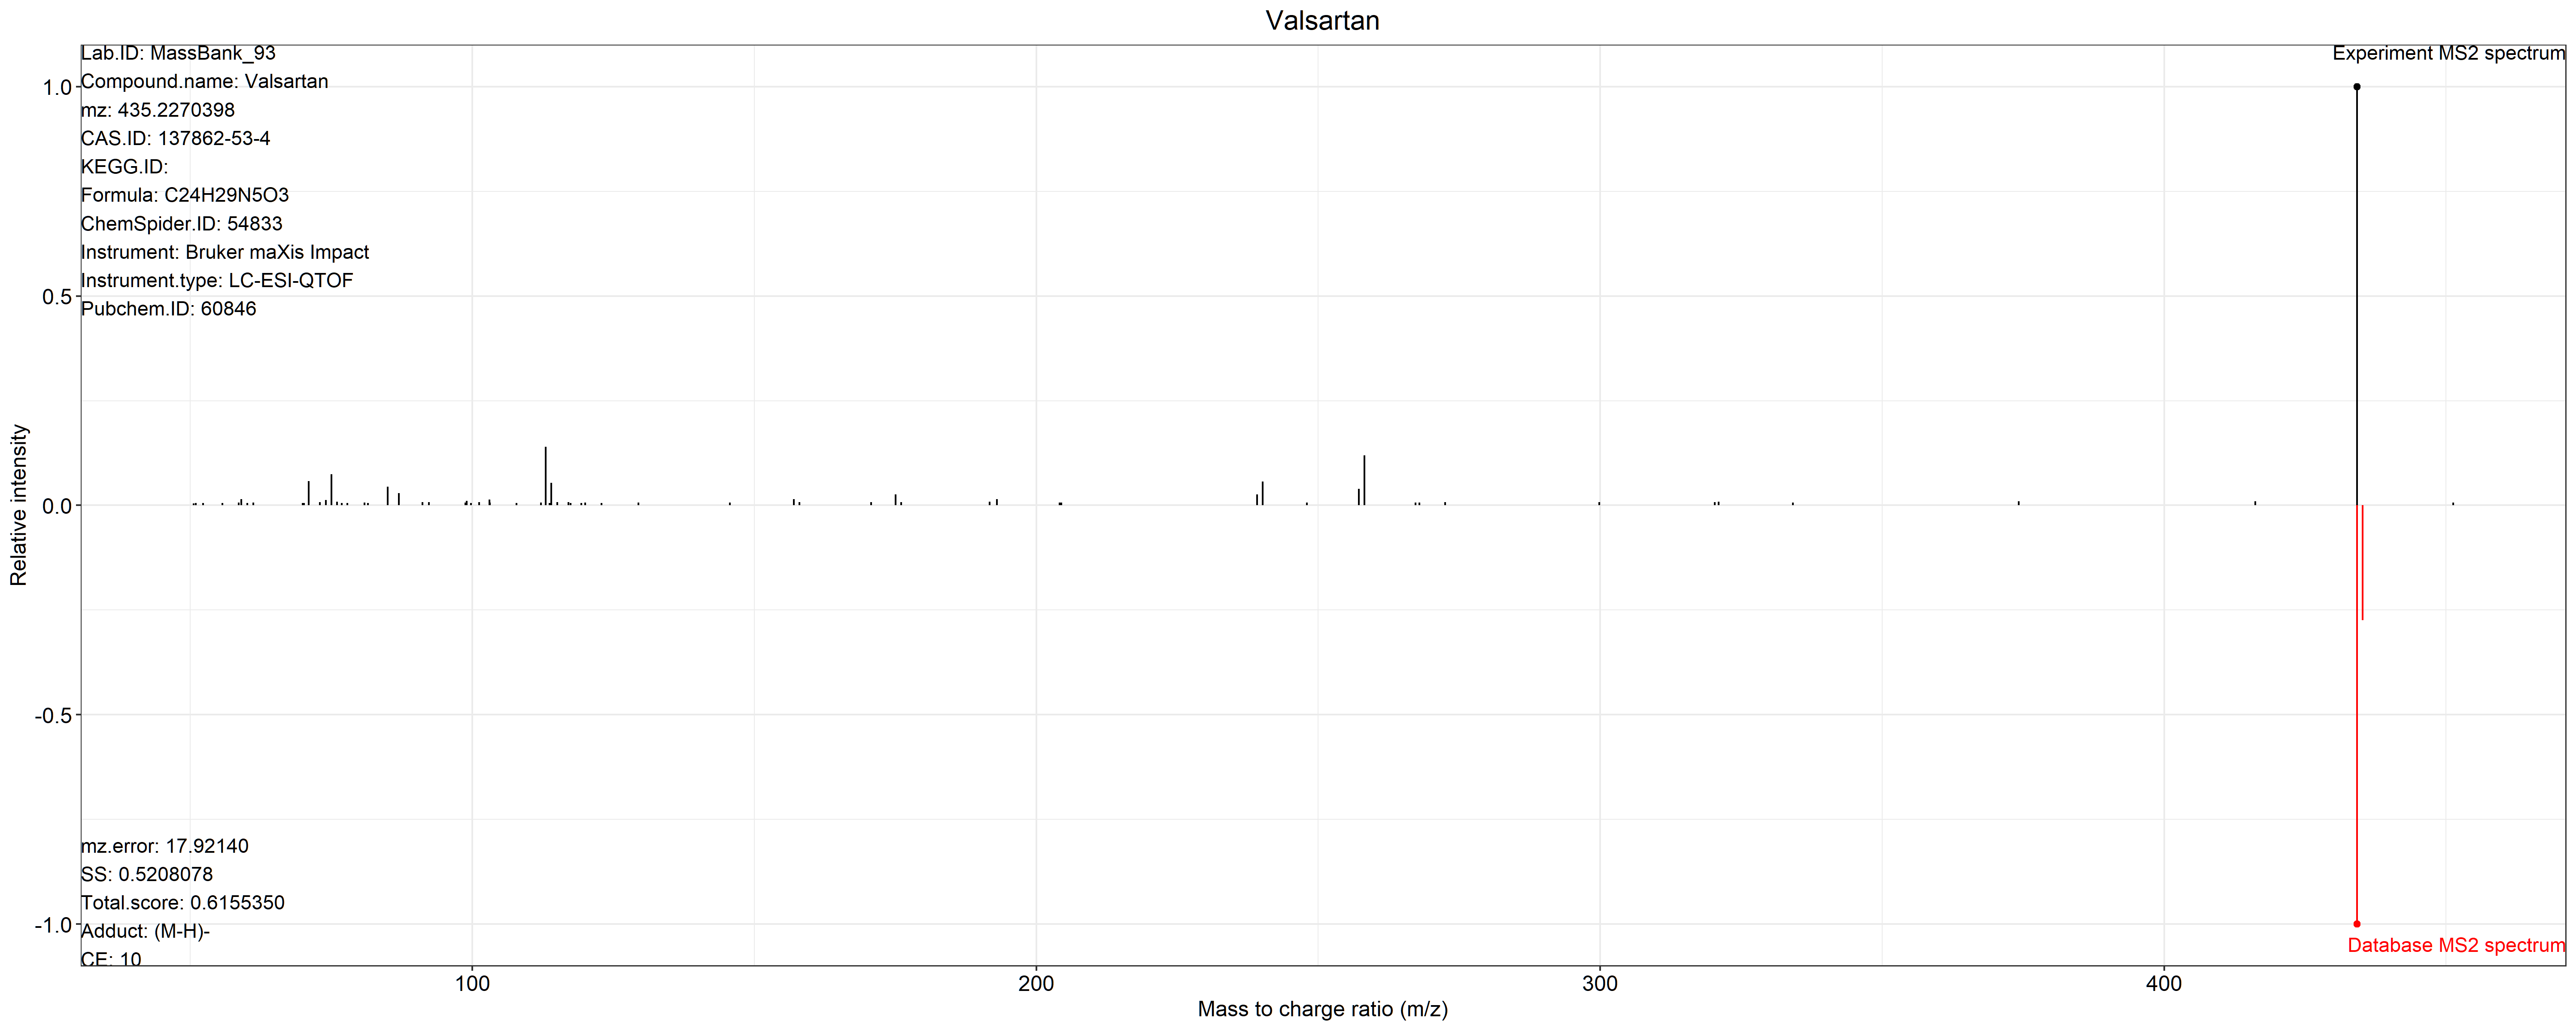 Valsartan
Lab.ID: MassBank_93
Experiment MS2 spectrum
Compound.name: Valsartan
mz: 435.2270398
CAS.ID: 137862-53-4
KEGG.ID:
Formula: C24H29N5O3
ChemSpider.ID: 54833
Instrument: Bruker maXis Impact
Instrument.type: LC-ESI-QTOF
Pubchem.ID: 60846
1.0
0.5
0.0
-0.5
-1.0
Relative intensity
mz.error: 17.92140
SS: 0.5208078
Total.score: 0.6155350
Adduct: (M-H)-
CE: 10
Database MS2 spectrum
100 200 300 400
Mass to charge ratio (m/z)